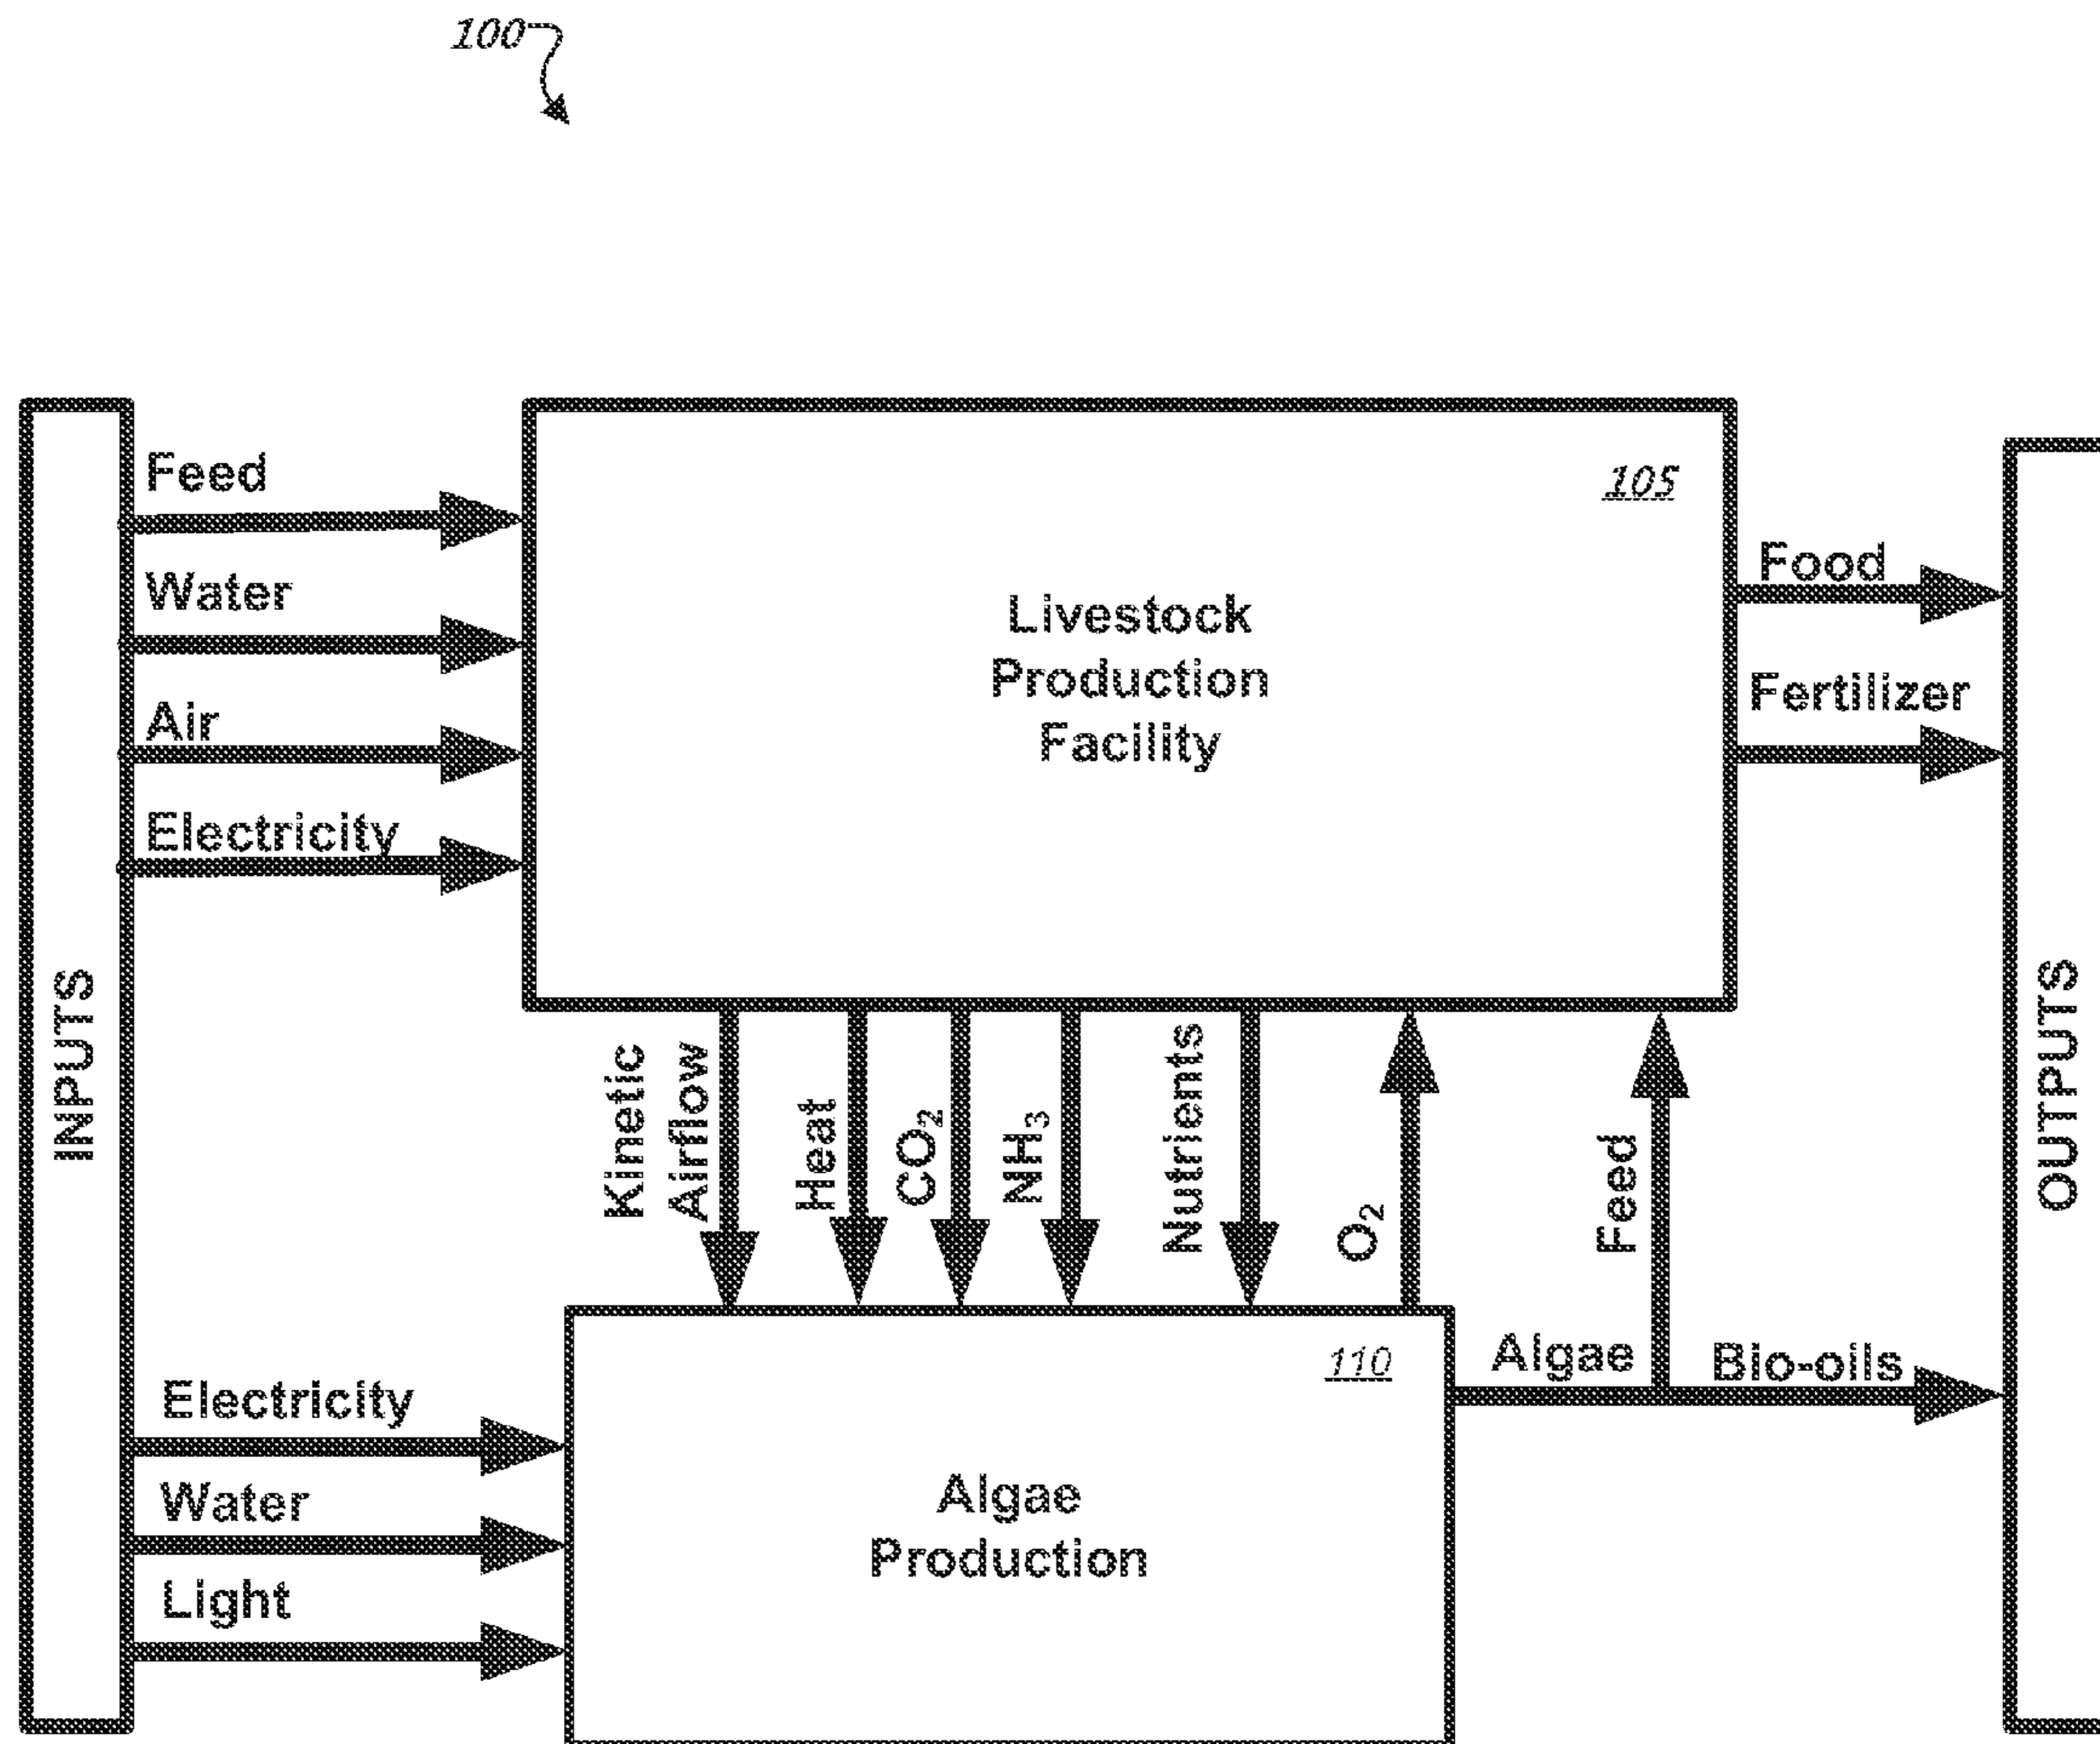 100
Feed
Water
Air
Electricity
INPUTS
105
Livestock
Production
Facility
Food
Fertilizer
OUTPUTS
Kinetic
Airflow
Heat
CO₂
NH₃
Nutrients
O₂
Feed
Electricity
Water
Light
110
Algae
Production
Algae
Bio-oils